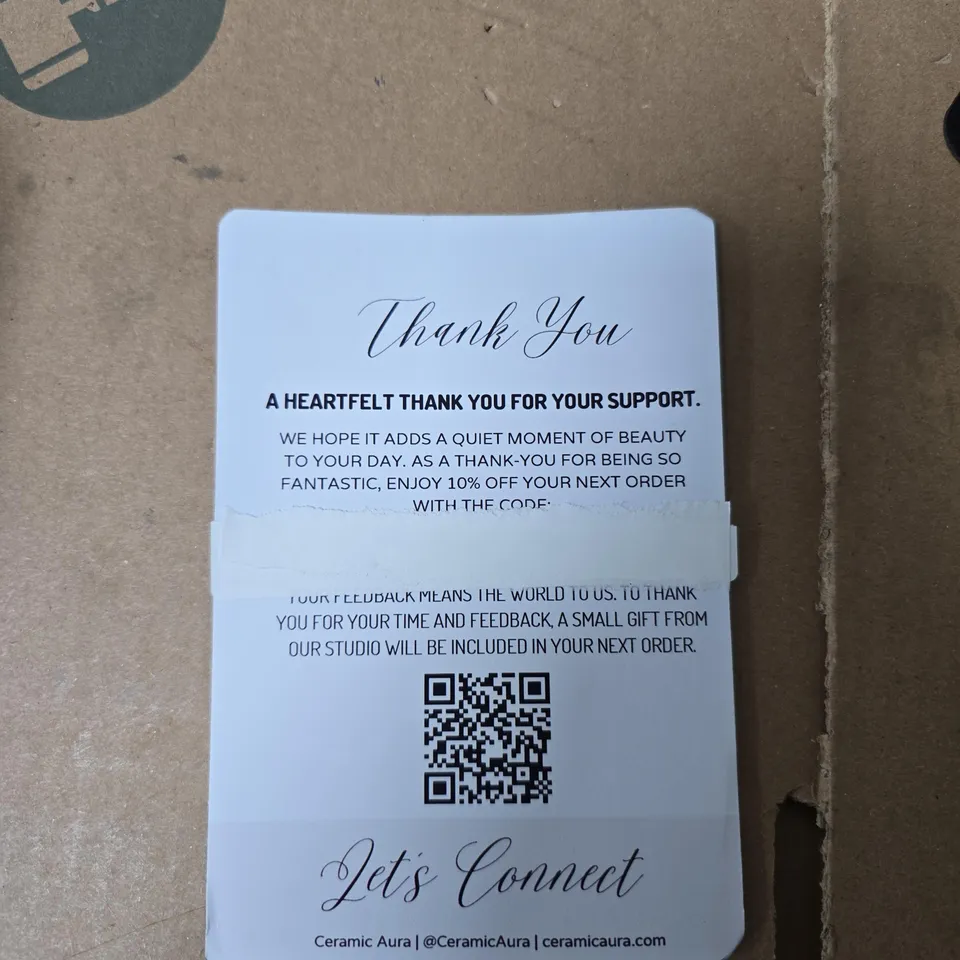 Thank You
A HEARTFELT THANK YOU FOR YOUR SUPPORT.
WE HOPE IT ADDS A QUIET MOMENT OF BEAUTY
TO YOUR DAY. AS A THANK-YOU FOR BEING SO
FANTASTIC, ENJOY 10% OFF YOUR NEXT ORDER
WITH THE CODE:
YOUR FEEDBACK MEANS THE WORLD TO US. TO THANK
YOU FOR YOUR TIME AND FEEDBACK, A SMALL GIFT FROM
OUR STUDIO WILL BE INCLUDED IN YOUR NEXT ORDER.
Let's Connect
Ceramic Aura | @CeramicAura | ceramicaura.com